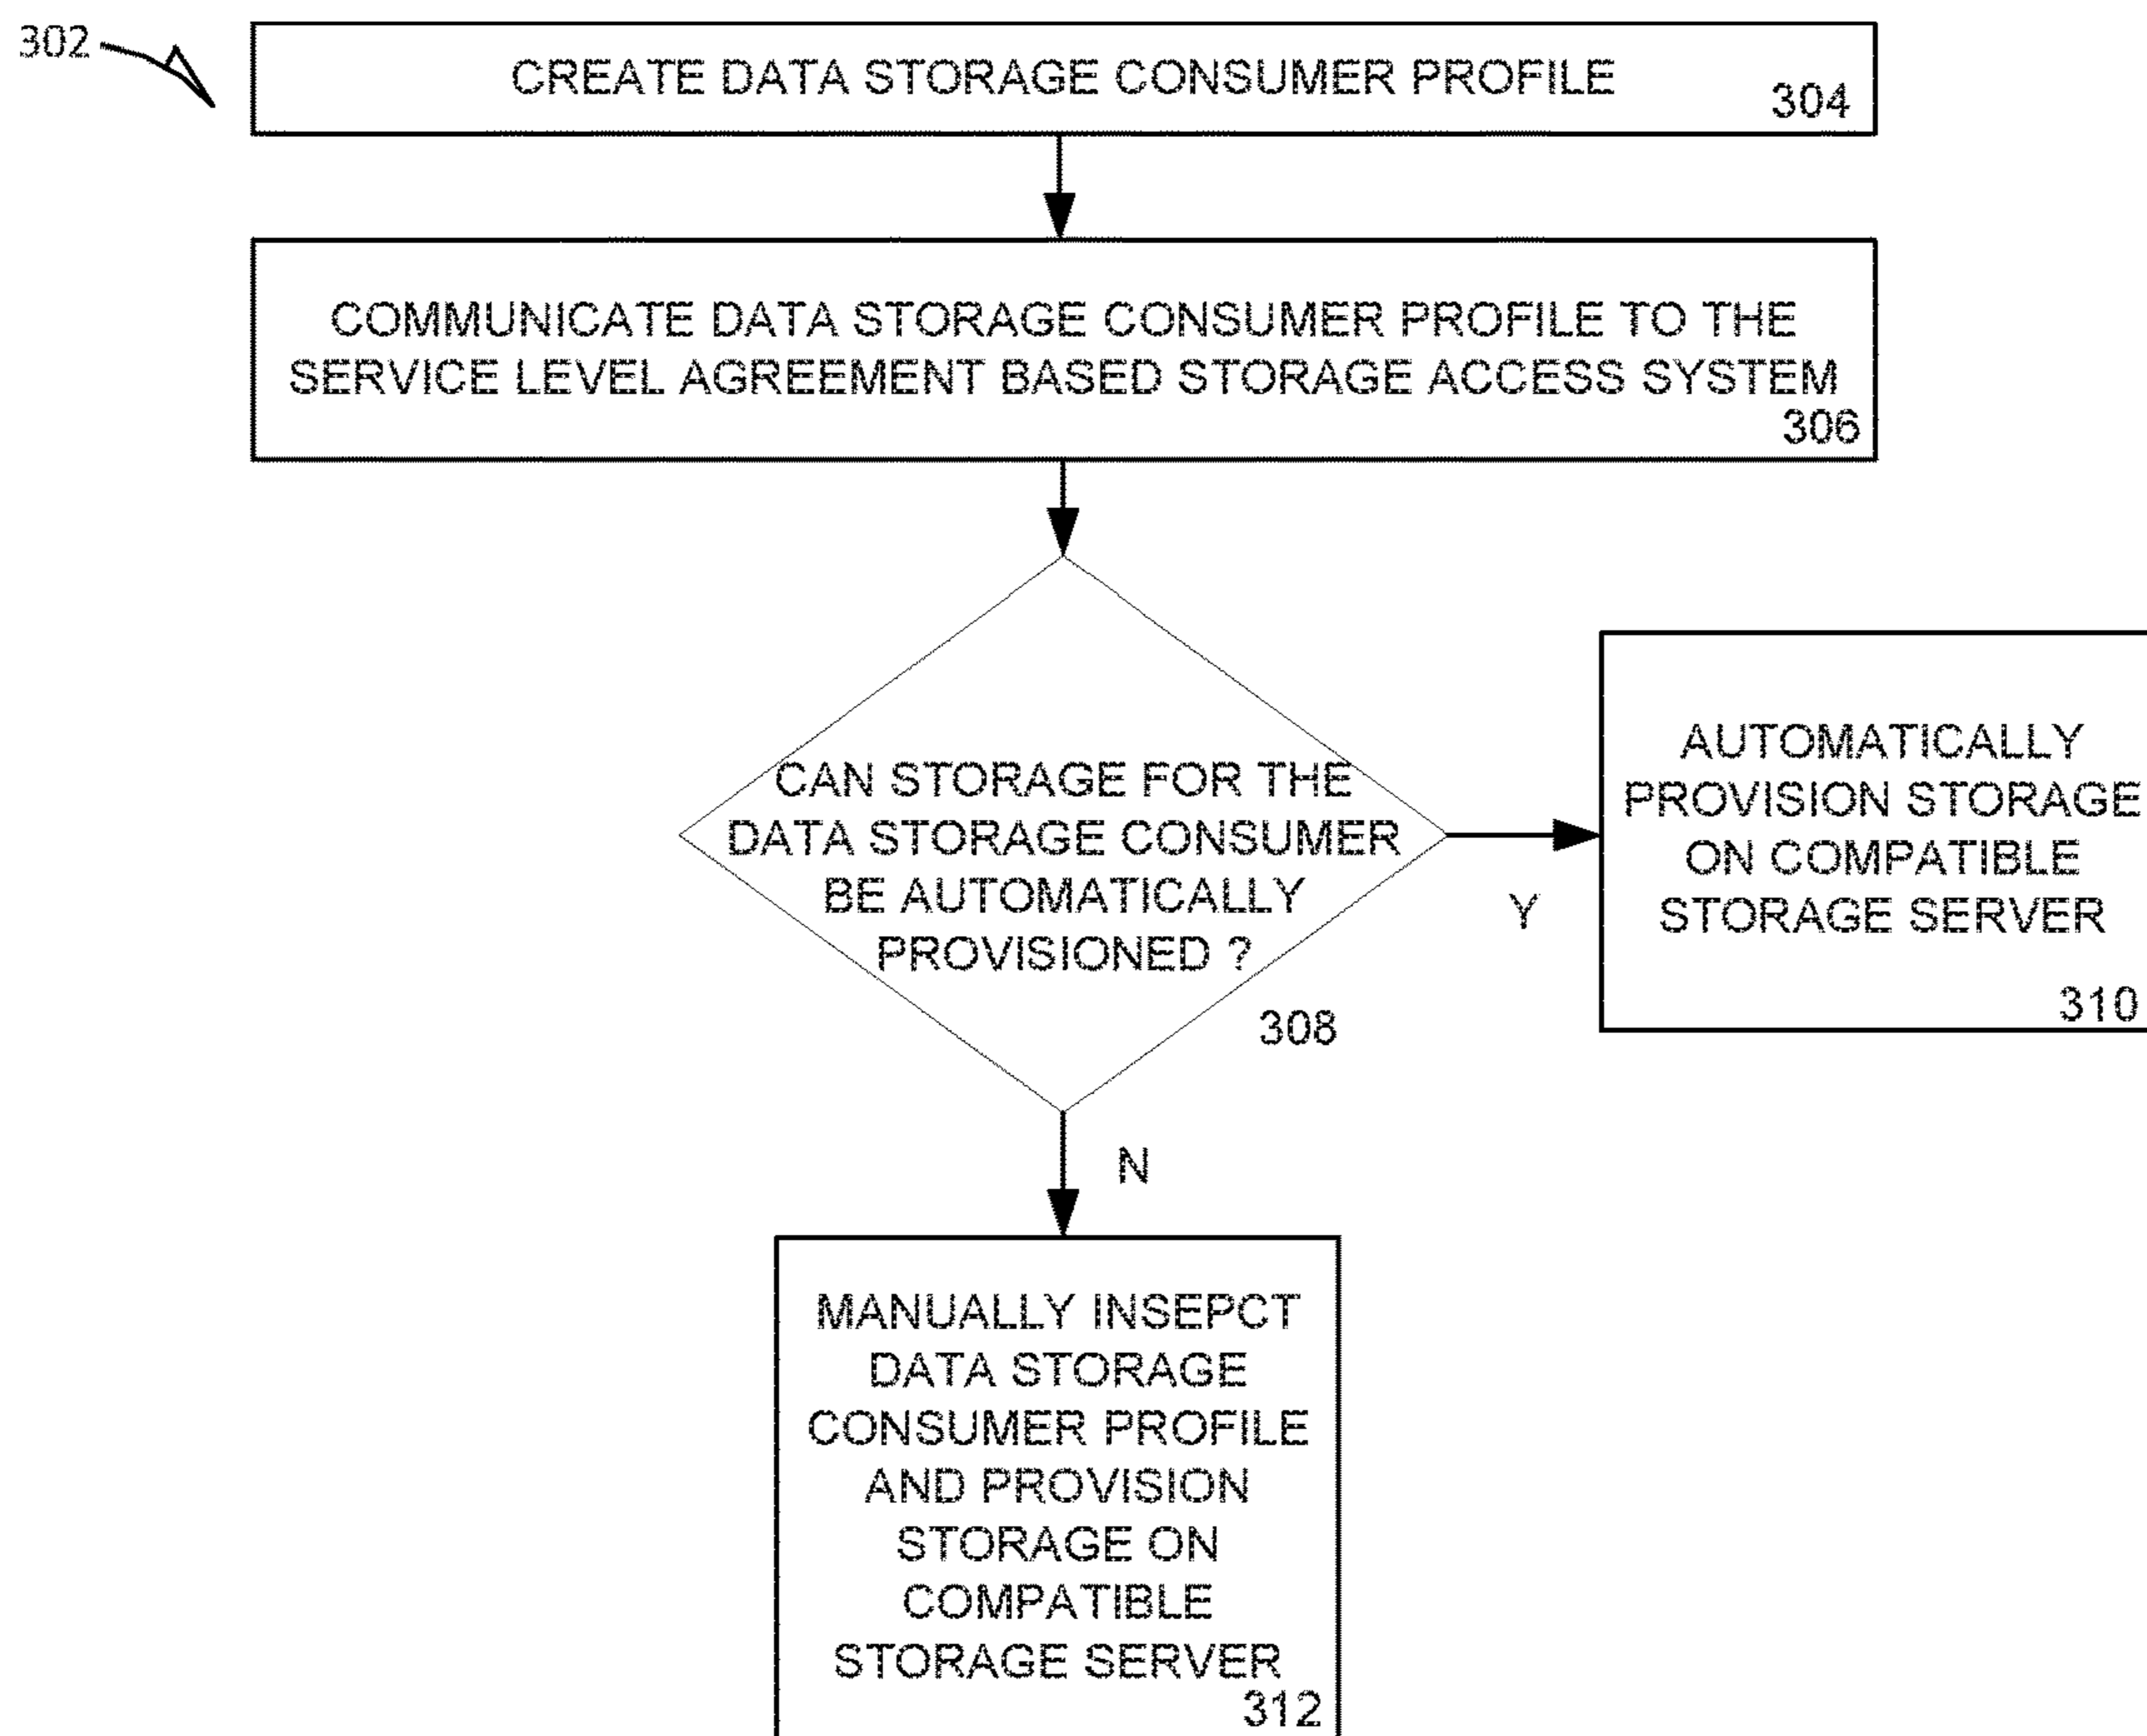 302
CREATE DATA STORAGE CONSUMER PROFILE
304
COMMUNICATE DATA STORAGE CONSUMER PROFILE TO THE
SERVICE LEVEL AGREEMENT BASED STORAGE ACCESS SYSTEM
306
CAN STORAGE FOR THE
DATA STORAGE CONSUMER
BE AUTOMATICALLY
PROVISIONED ?
308
Y
AUTOMATICALLY
PROVISION STORAGE
ON COMPATIBLE
STORAGE SERVER
310
N
MANUALLY INSEPCT
DATA STORAGE
CONSUMER PROFILE
AND PROVISION
STORAGE ON
COMPATIBLE
STORAGE SERVER
312